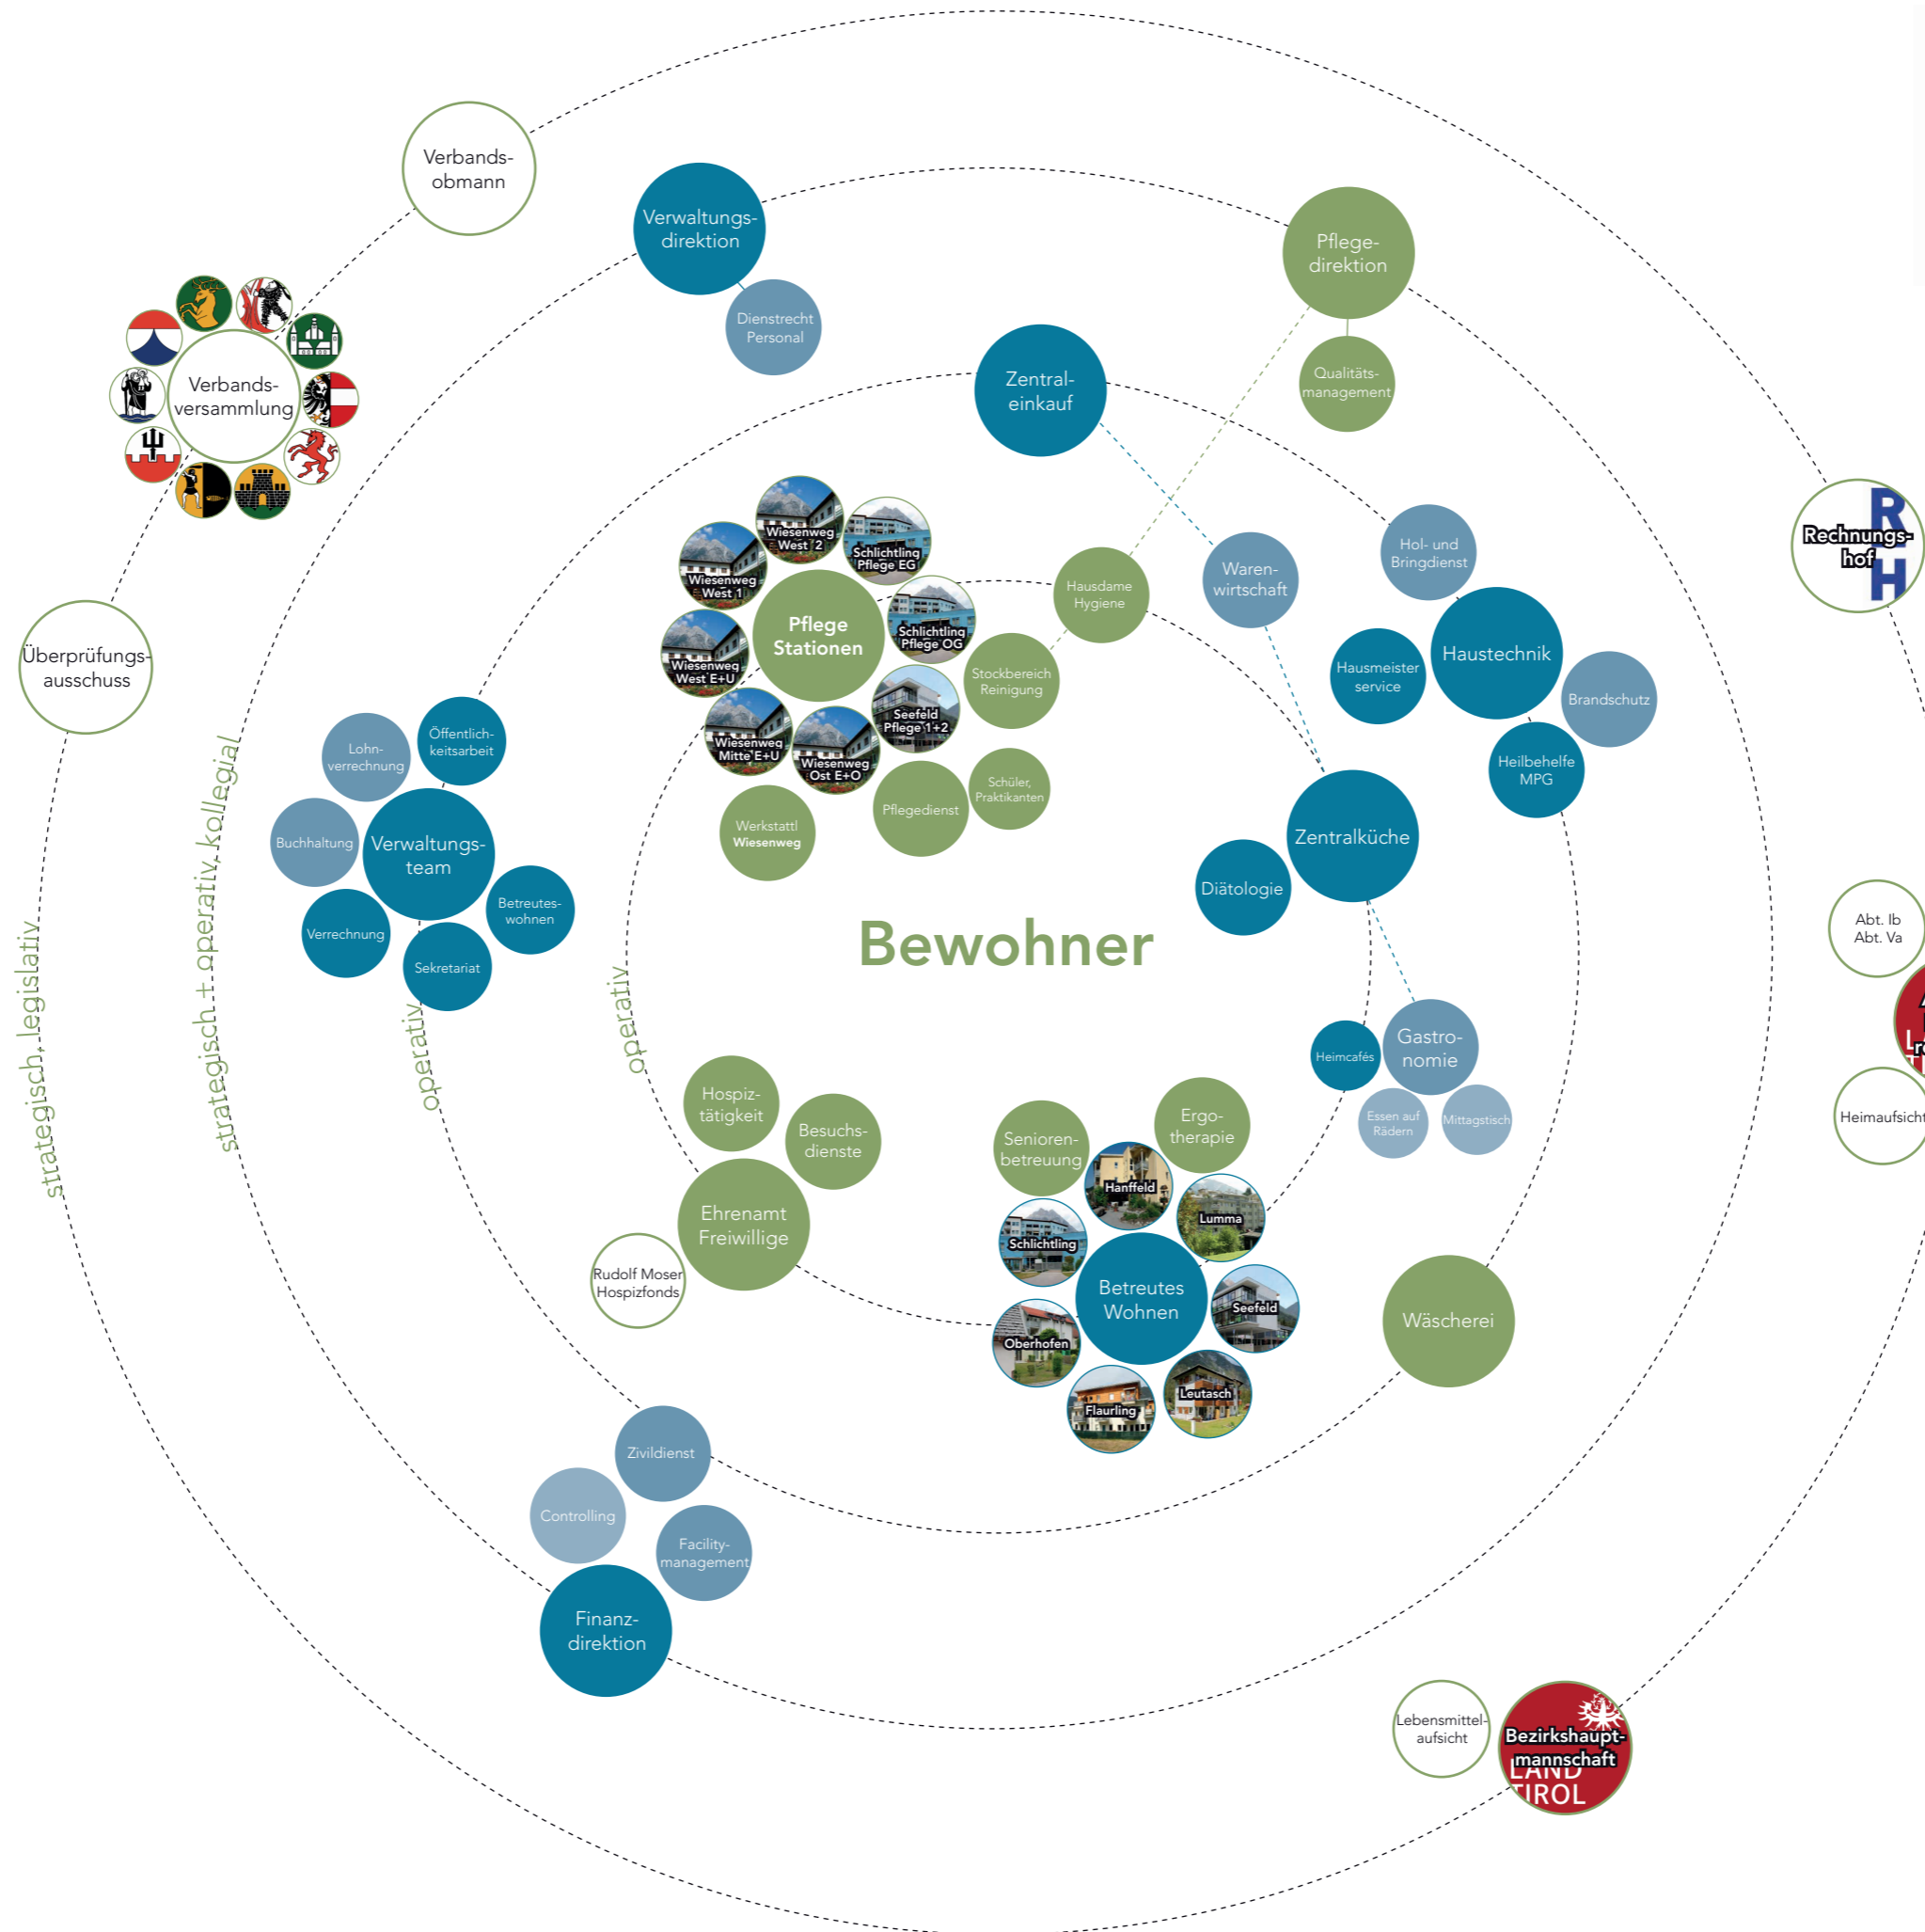 Verbands-
obmann
Verwaltungs-
direktion
Pflege-
direktion
Dienstrecht
Personal
Qualitäts-
management
Zentral-
einkauf
Verbands-
versammlung
Wiesenweg
West 2
Schlichtling
Pflege EG
Wiesenweg
West 1
Pflege
Stationen
Schlichtling
Pflege OG
Wiesenweg
West E+U
Seefeld
Pflege 1+2
Wiesenweg
Mitte E+U
Wiesenweg
Ost E+O
Hausdame
Hygiene
Stockbereich
Reinigung
Waren-
wirtschaft
Hol- und
Bringdienst
Haustechnik
Hausmeister
service
Brandschutz
Heilbehelfe
MPG
R
H
Rechnungs-
hof
Überprüfungs-
ausschuss
Öffentlich-
keitsarbeit
Lohn-
verrechnung
Buchhaltung
Verwaltungs-
team
Betreutes-
wohnen
Verrechnung
Sekretariat
Werkstattl
Wiesenweg
Pflegedienst
Schüler,
Praktikanten
Zentralküche
Diätologie
Bewohner
Abt. Ib
Abt. Va
Heimaufsicht
strategisch, legislativ
strategisch + operativ, kollegial
operativ
operativ
Heimcafés
Gastro-
nomie
Essen auf
Rädern
Mittagstisch
Hospiz-
tätigkeit
Besuchs-
dienste
Ehrenamt
Freiwillige
Rudolf Moser
Hospizfonds
Senioren-
betreuung
Ergo-
therapie
Hanffeld
Lumma
Schlichtling
Betreutes
Wohnen
Seefeld
Oberhofen
Flaurling
Leutasch
Wäscherei
Zivildienst
Controlling
Facility-
management
Finanz-
direktion
Lebensmittel-
aufsicht
Bezirkshaupt-
mannschaft
LAND
TIROL